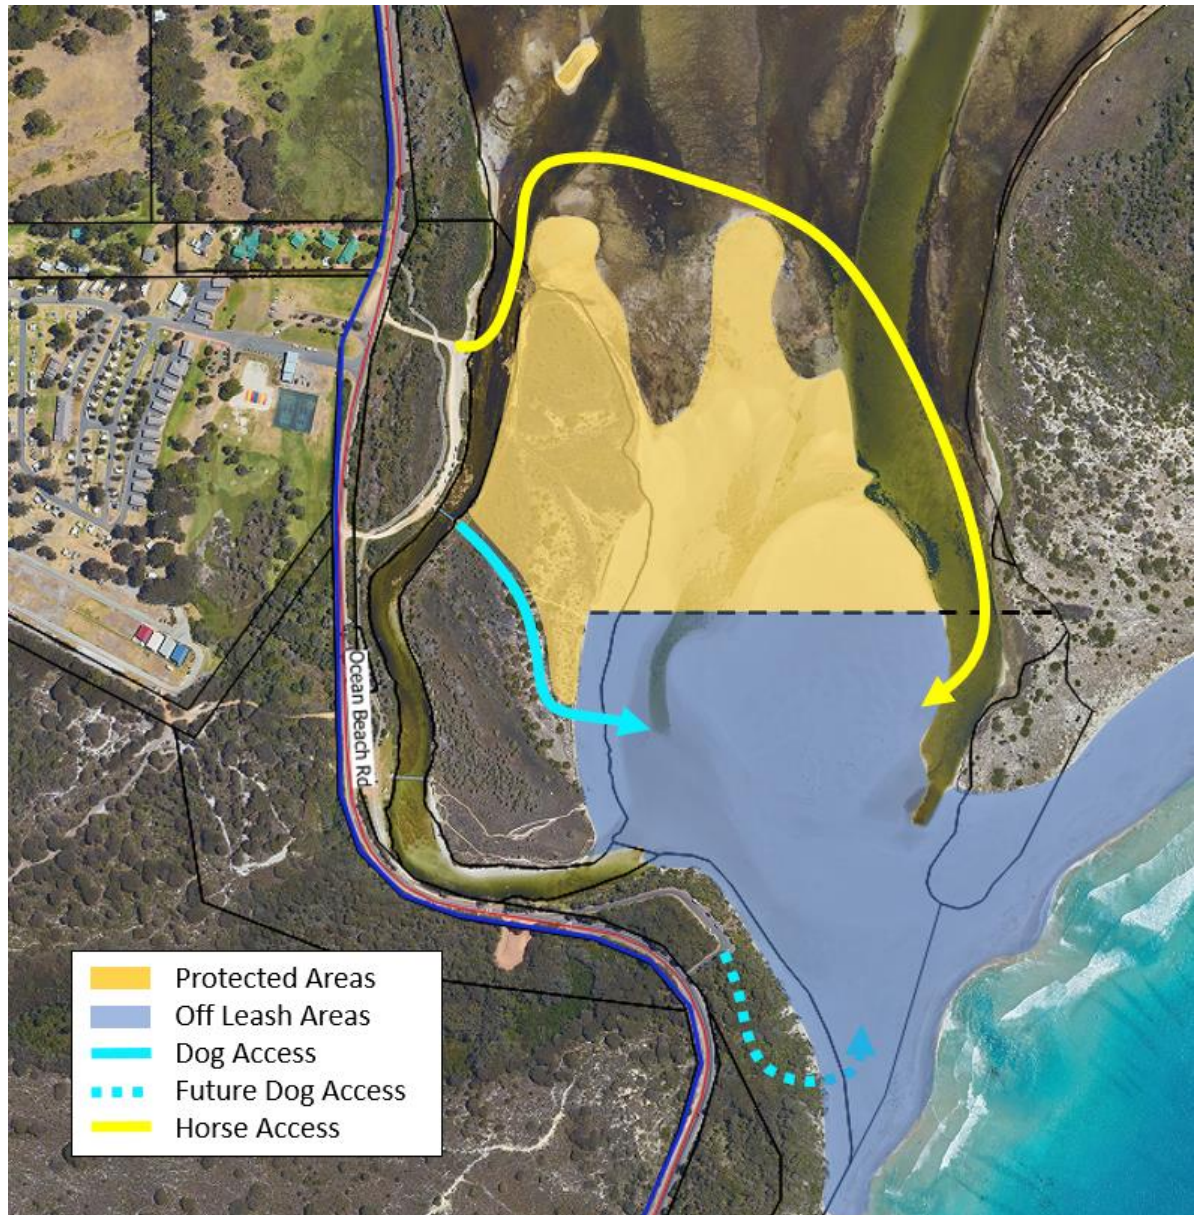 Ocean Beach Rd
Protected Areas
Off Leash Areas
Dog Access
Future Dog Access
Horse Access